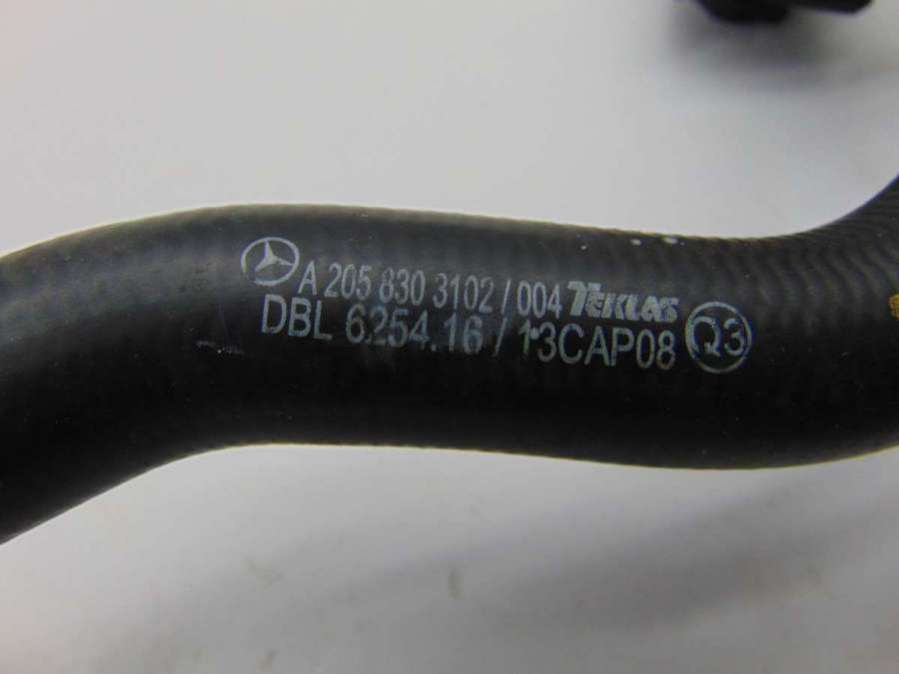 A 205 830 3102 / 004 TEKLAS
DBL 6254.16 / 13CAP08 Q3